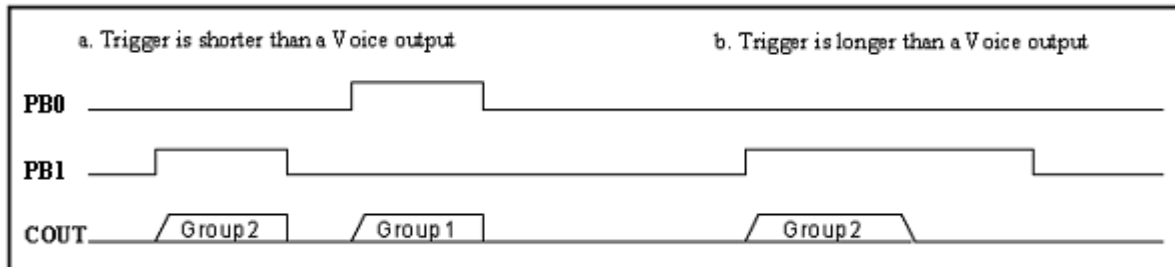 a. Trigger is shorter than a Voice output
b. Trigger is longer than a Voice output
PB0
PB1
COUT
Group2
Group1
Group2